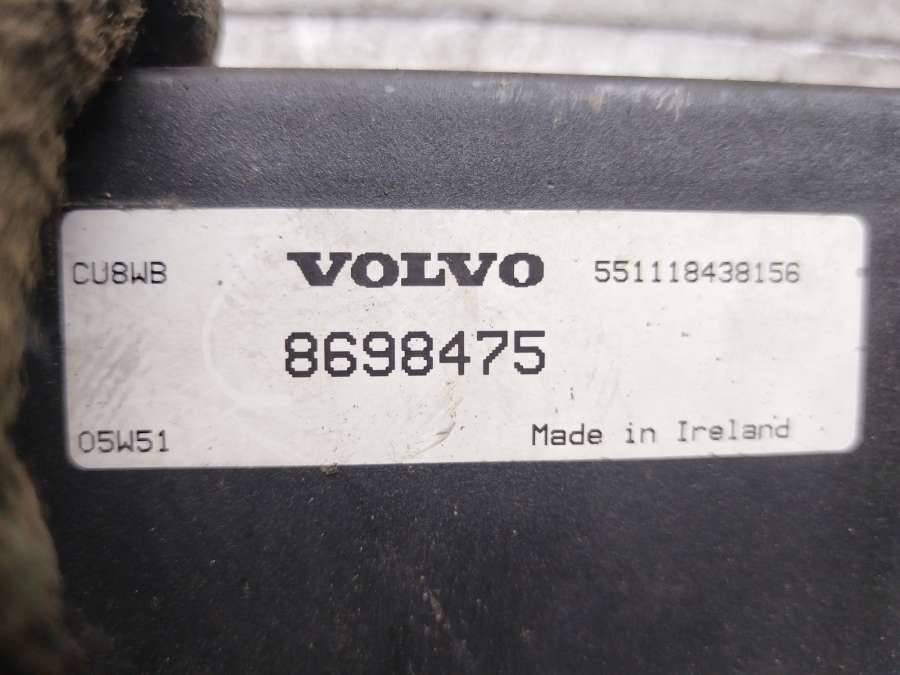 CU8WB VOLVO 551118438156
8698475
05W51 Made in Ireland